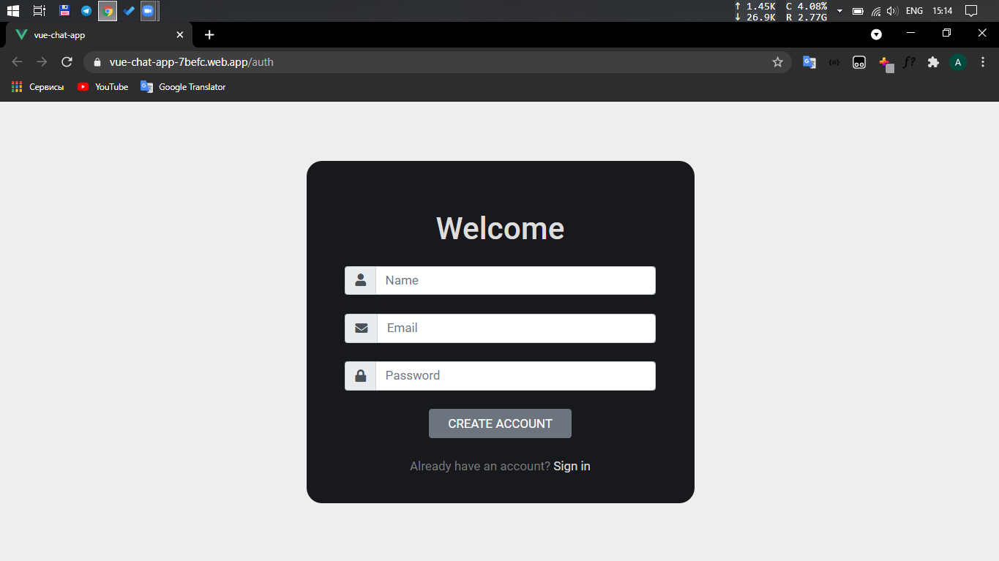 ↑ 1.45K C 4.08%
↓ 26.9K R 2.77G
ENG 15:14
vue-chat-app
vue-chat-app-7befc.web.app/auth
f?
A
Сервисы YouTube Google Translator
Welcome
Name
Email
Password
CREATE ACCOUNT
Already have an account? Sign in